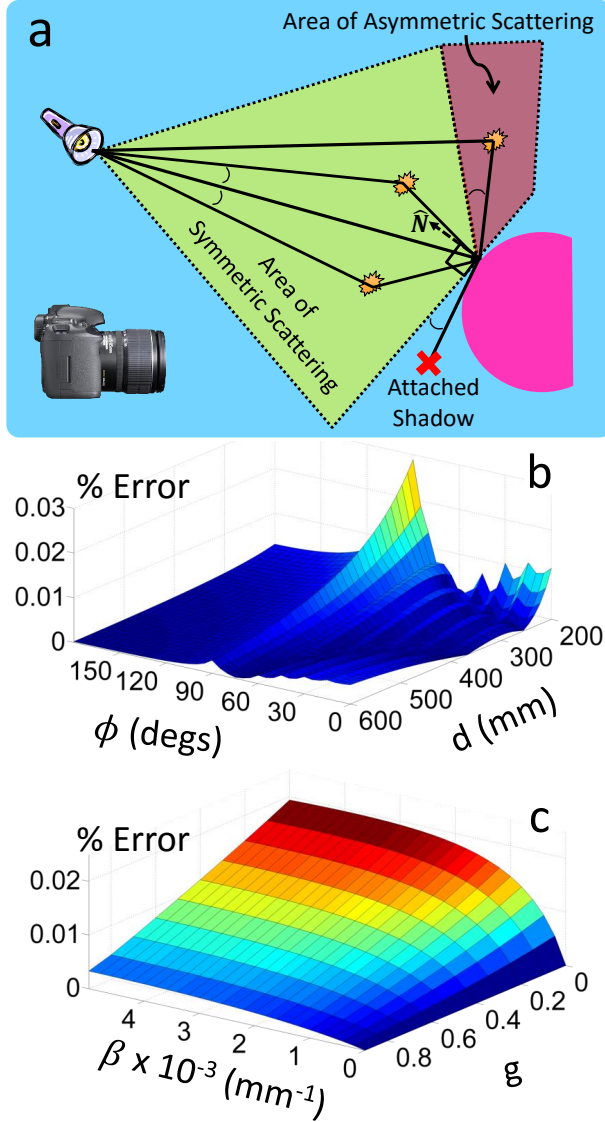 a
Area of Asymmetric Scattering
N̂
Area of
Symmetric Scattering
Attached
Shadow
b
% Error
0.03
0.02
0.01
0
150
120
90
60
30
0
ϕ (degs)
600
500
400
300
200
d (mm)
c
% Error
0.02
0.01
0
4
3
2
1
0
β x 10⁻³ (mm⁻¹)
0.8
0.6
0.4
0.2
0
g